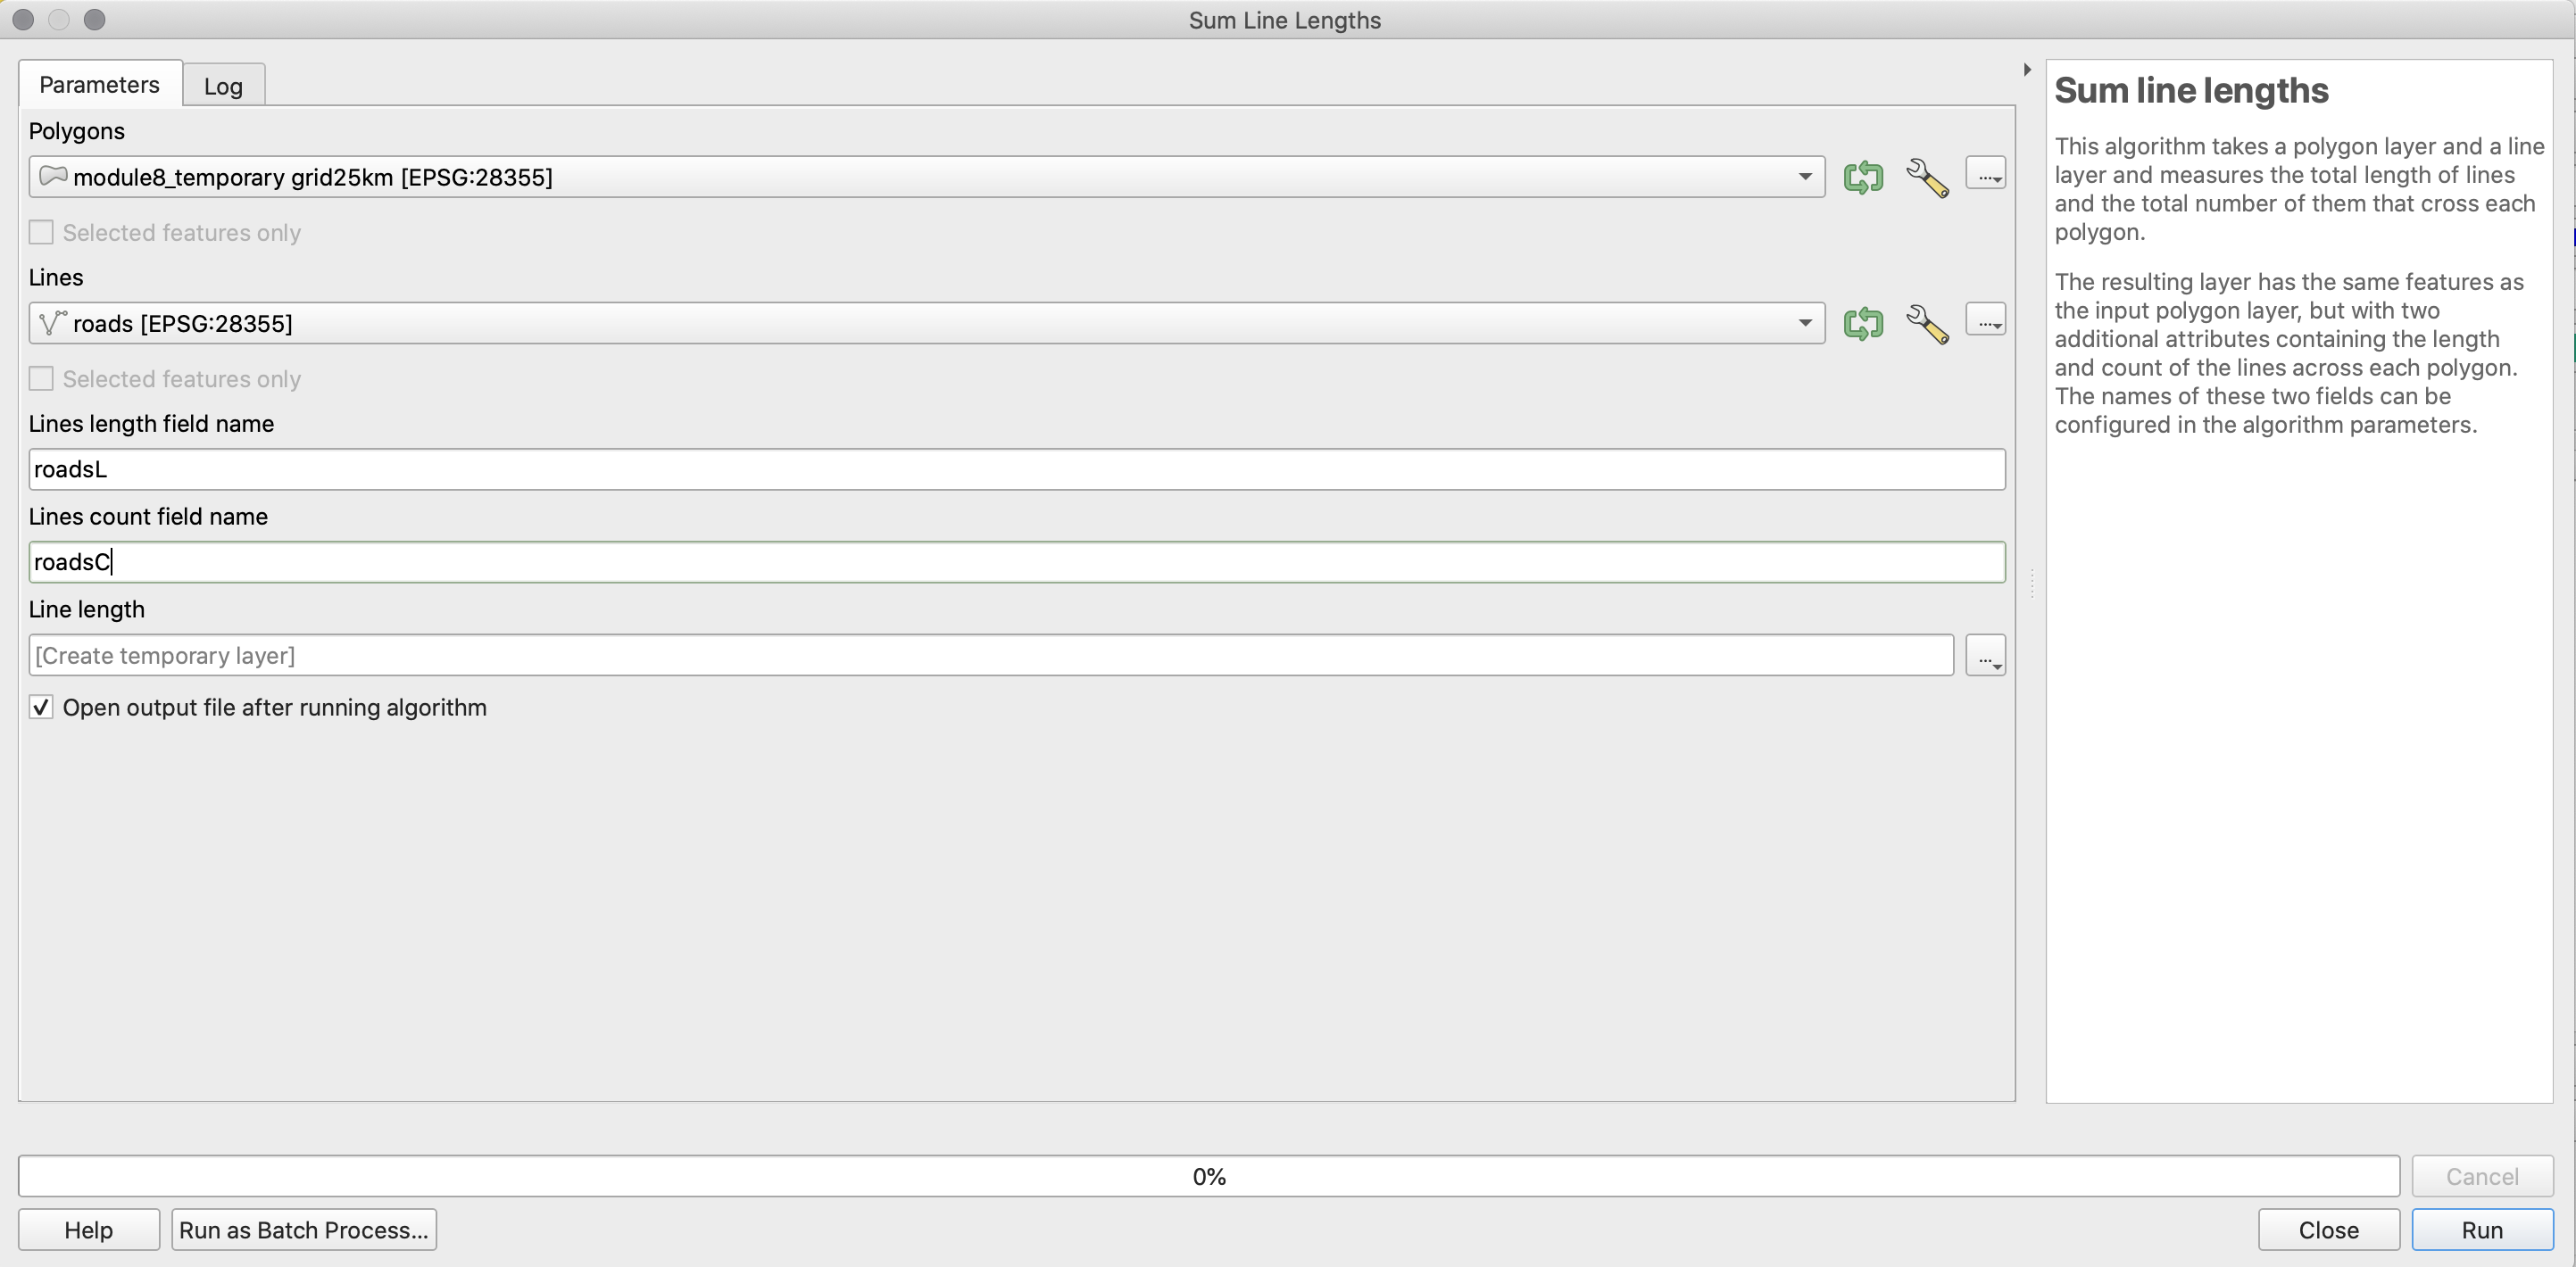 Sum Line Lengths
Parameters
Log
Polygons
module8_temporary grid25km [EPSG:28355]
...
Selected features only
Lines
roads [EPSG:28355]
...
Selected features only
Lines length field name
roadsL
Lines count field name
roadsC
Line length
[Create temporary layer]
...
Open output file after running algorithm
Sum line lengths
This algorithm takes a polygon layer and a line
layer and measures the total length of lines
and the total number of them that cross each
polygon.
The resulting layer has the same features as
the input polygon layer, but with two
additional attributes containing the length
and count of the lines across each polygon.
The names of these two fields can be
configured in the algorithm parameters.
0%
Cancel
Help
Run as Batch Process...
Close
Run